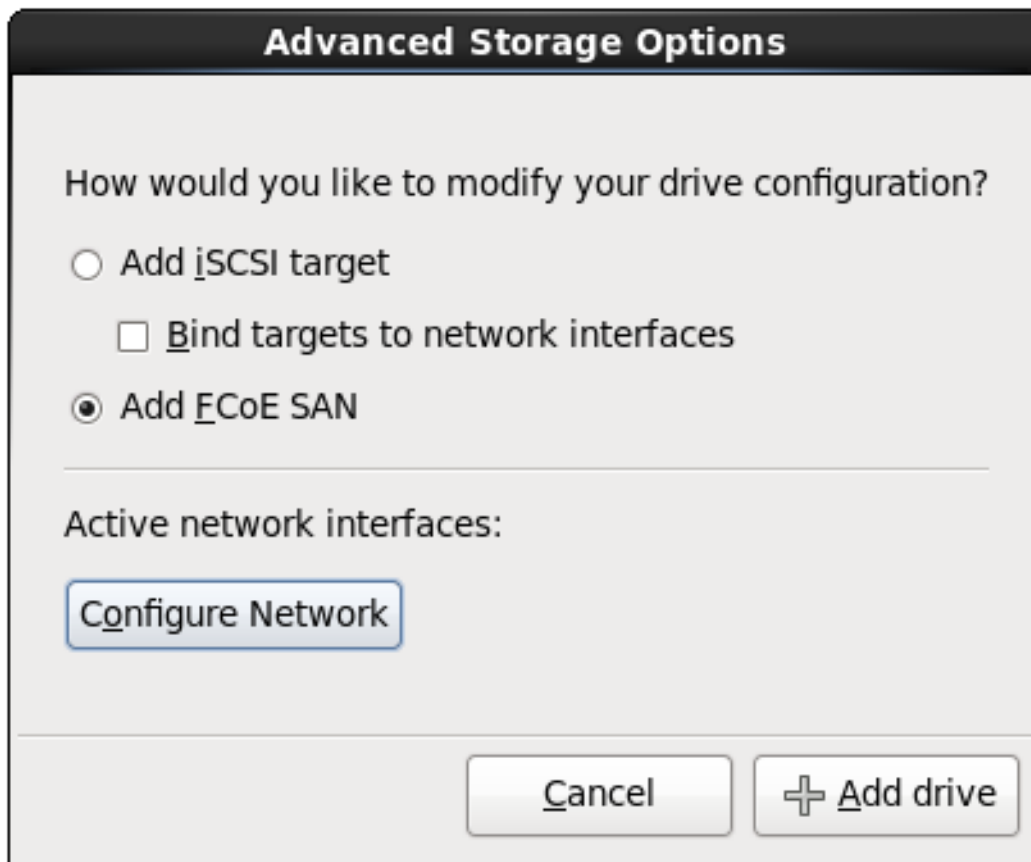 Advanced Storage Options
How would you like to modify your drive configuration?
Add iSCSI target
Bind targets to network interfaces
Add FCoE SAN
Active network interfaces:
Configure Network
Cancel
Add drive